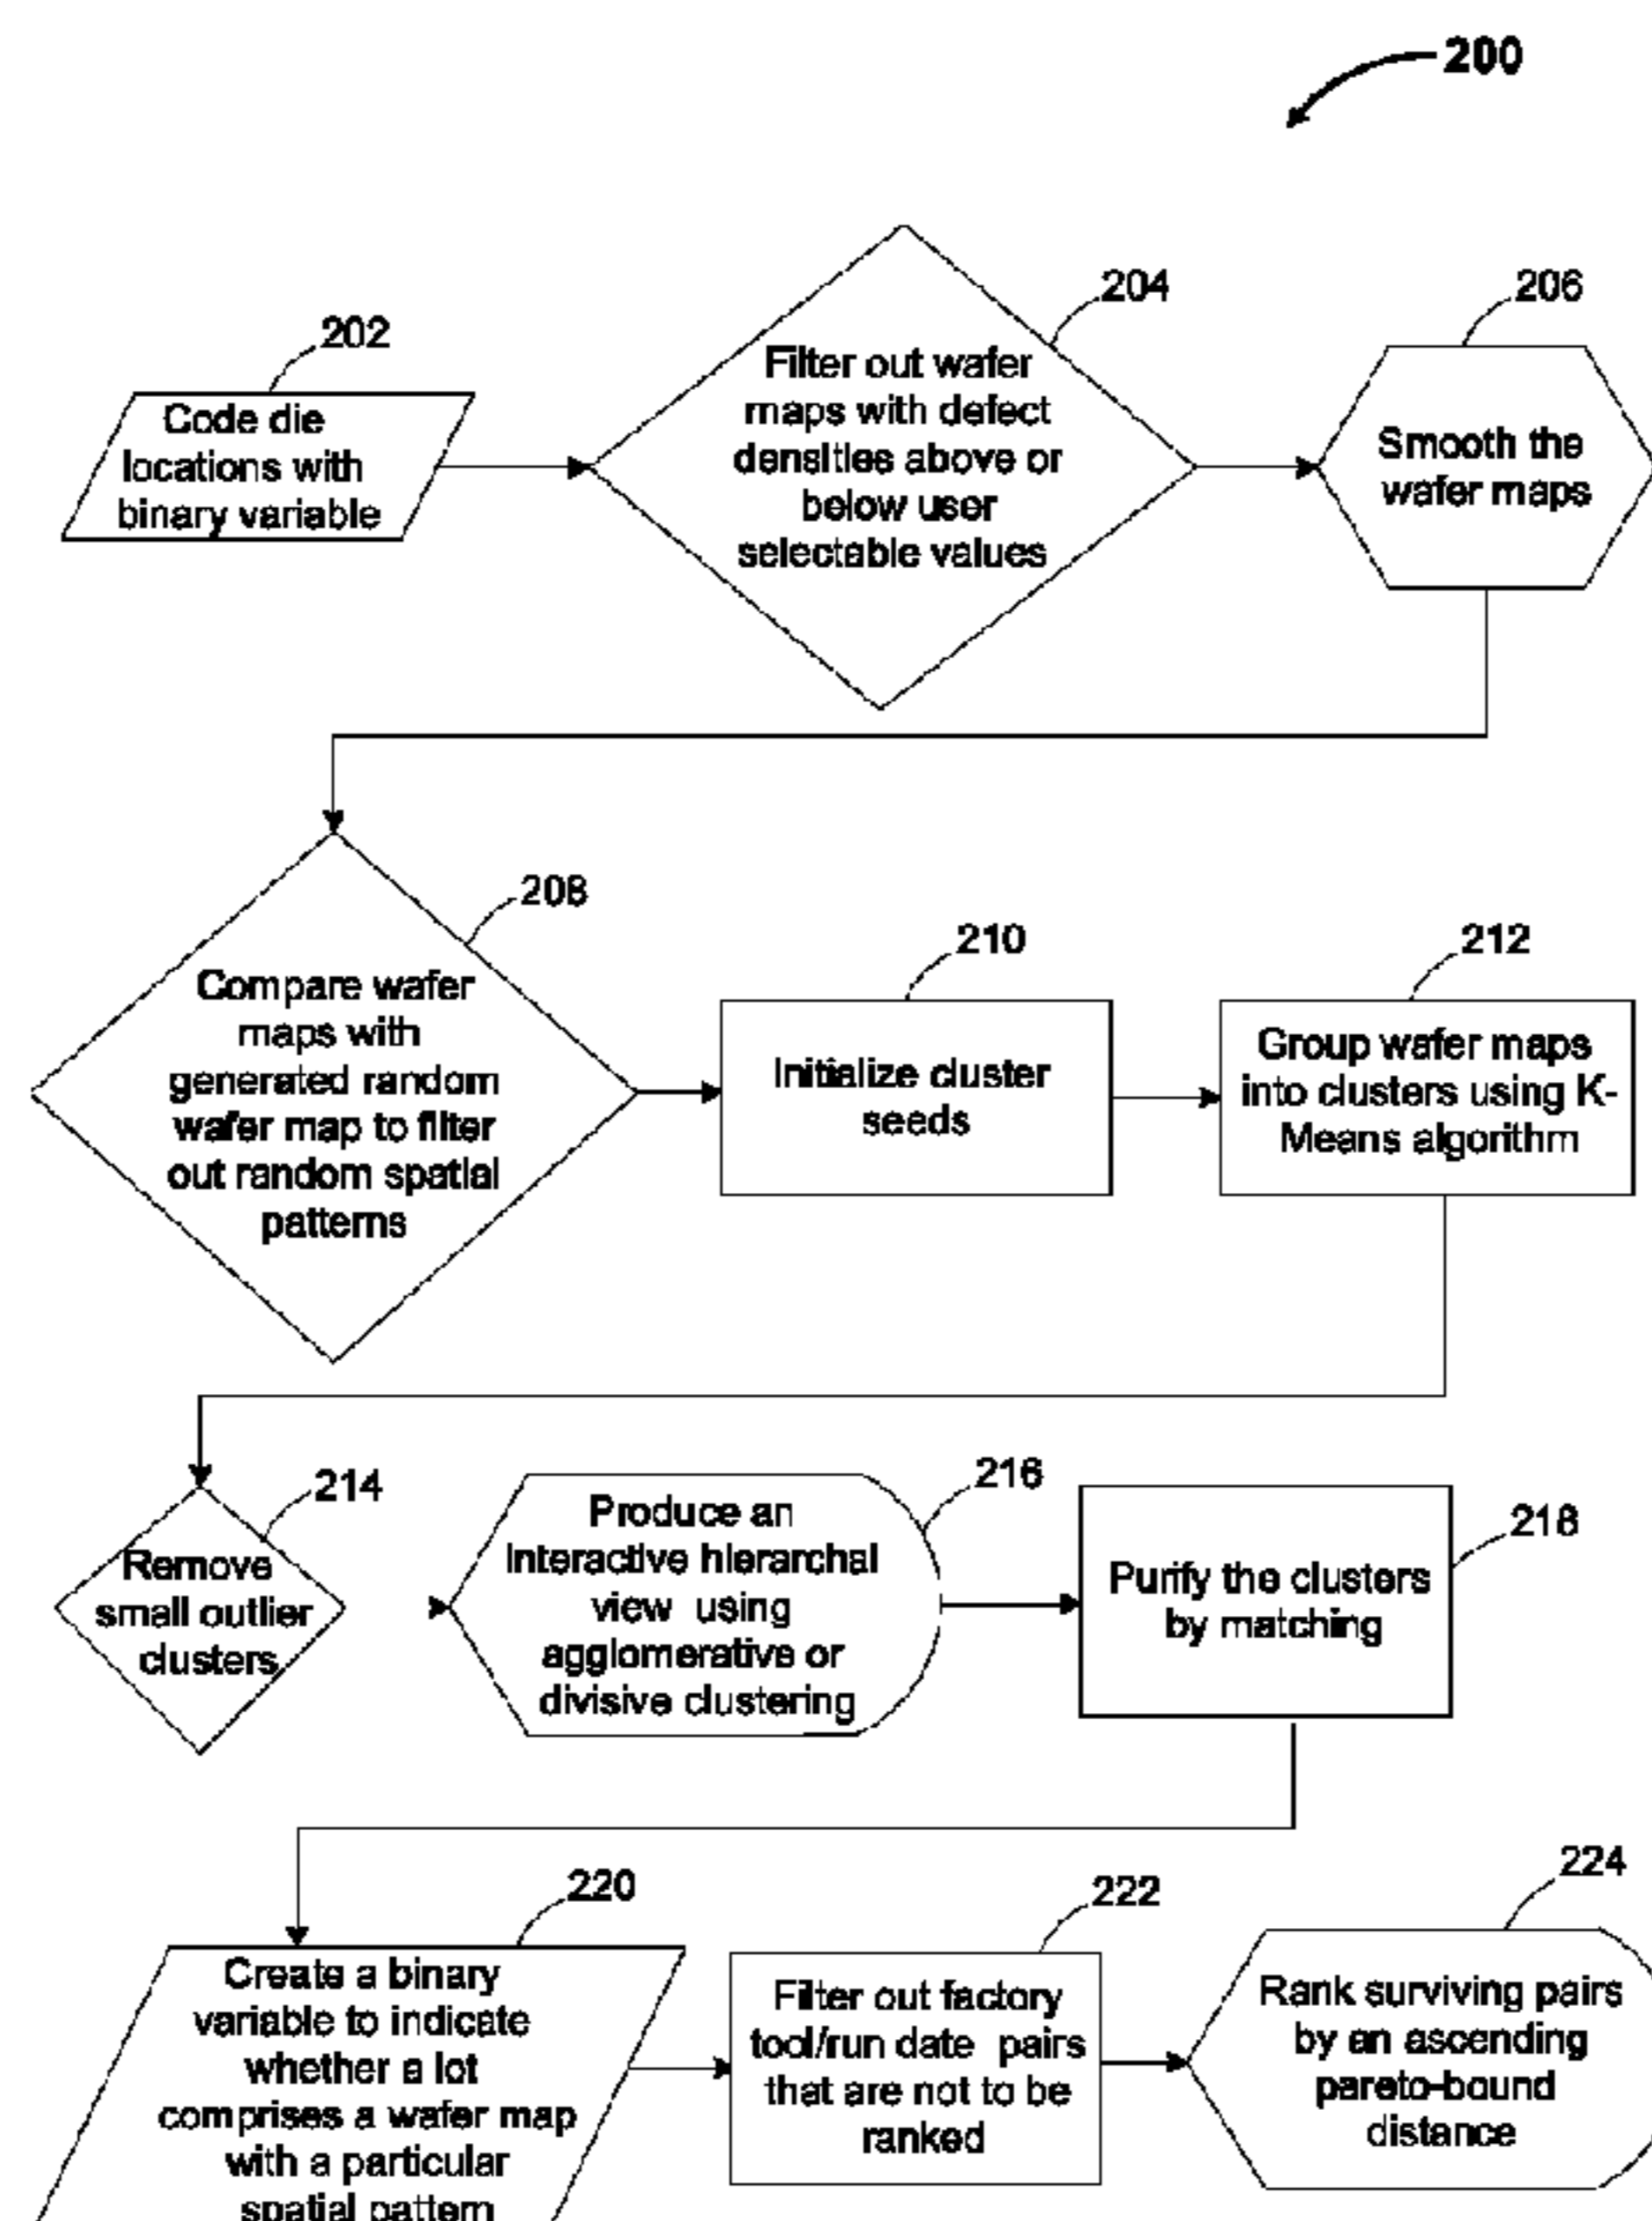 200
202
Code die
locations with
binary variable
204
Filter out wafer
maps with defect
densities above or
below user
selectable values
206
Smooth the
wafer maps
208
Compare wafer
maps with
generated random
wafer map to filter
out random spatial
patterns
210
Initialize cluster
seeds
212
Group wafer maps
into clusters using K-
Means algorithm
214
Remove
small outlier
clusters
216
Produce an
interactive hierarchal
view using
agglomerative or
divisive clustering
218
Purify the clusters
by matching
220
Create a binary
variable to indicate
whether a lot
comprises a wafer map
with a particular
spatial pattern
222
Filter out factory
tool/run date pairs
that are not to be
ranked
224
Rank surviving pairs
by an ascending
pareto-bound
distance